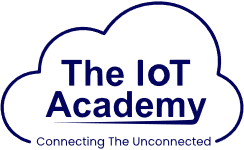 The IoT
Academy
Connecting The Unconnected